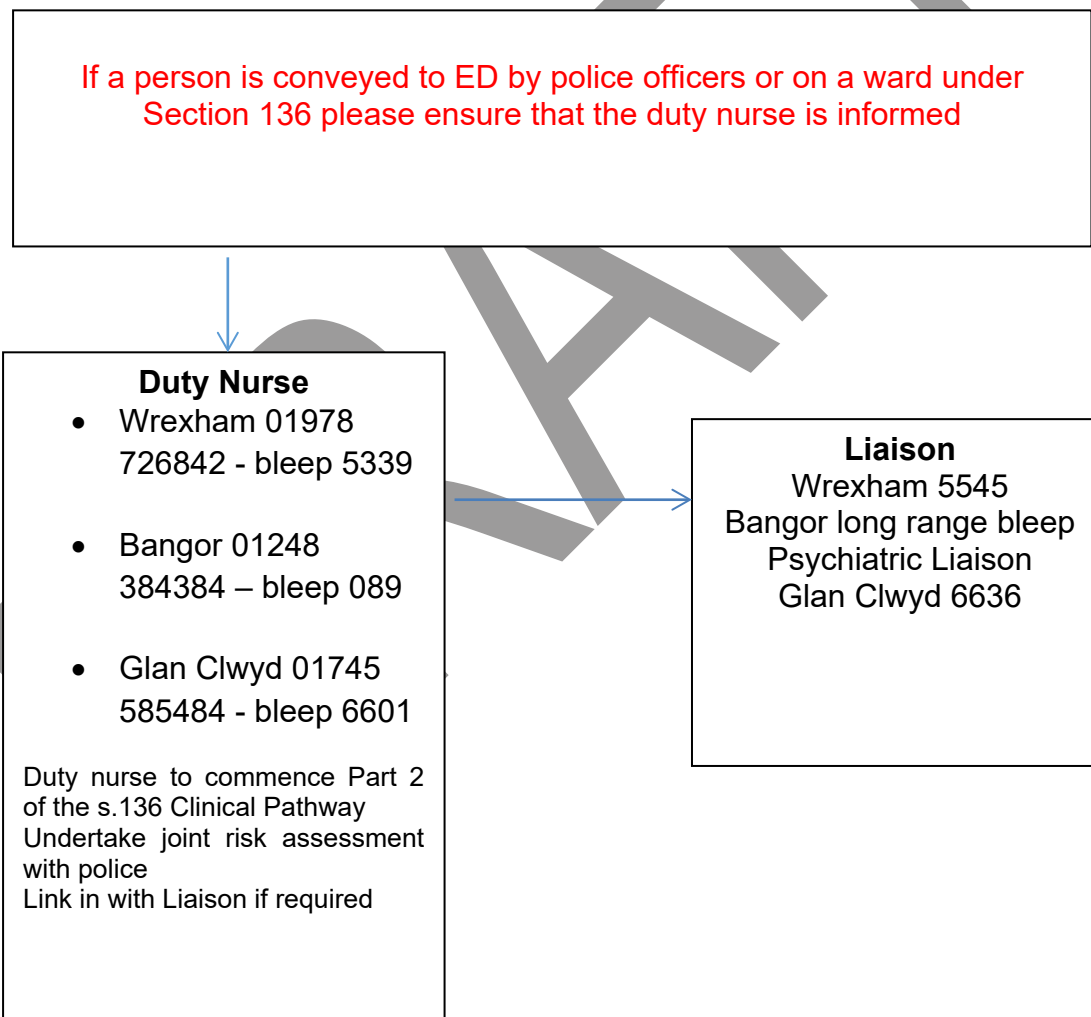 If a person is conveyed to ED by police officers or on a ward under
Section 136 please ensure that the duty nurse is informed
Duty Nurse
• Wrexham 01978
726842 - bleep 5339
• Bangor 01248
384384 – bleep 089
• Glan Clwyd 01745
585484 - bleep 6601
Duty nurse to commence Part 2
of the s.136 Clinical Pathway
Undertake joint risk assessment
with police
Link in with Liaison if required
Liaison
Wrexham 5545
Bangor long range bleep
Psychiatric Liaison
Glan Clwyd 6636